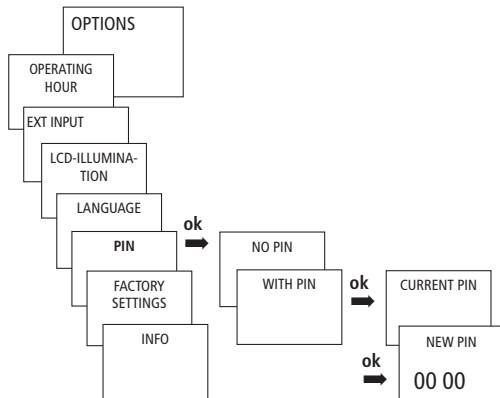 OPTIONS
OPERATING
HOUR
EXT INPUT
LCD-ILLUMINA-
TION
LANGUAGE
PIN
FACTORY
SETTINGS
INFO
ok
NO PIN
WITH PIN
ok
CURRENT PIN
NEW PIN
ok
00 00